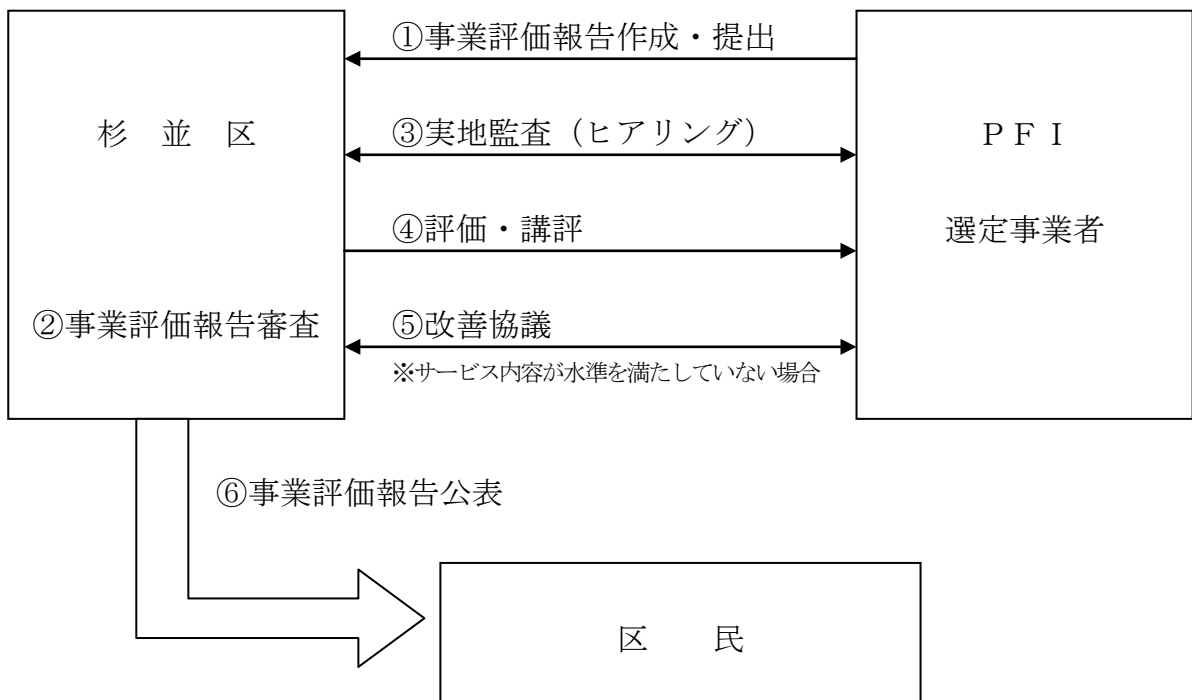 ①事業評価報告作成・提出
杉 並 区
③実地監査（ヒアリング）
ＰＦＩ
④評価・講評
選定事業者
②事業評価報告審査
⑤改善協議
※サービス内容が水準を満たしていない場合
⑥事業評価報告公表
区 民